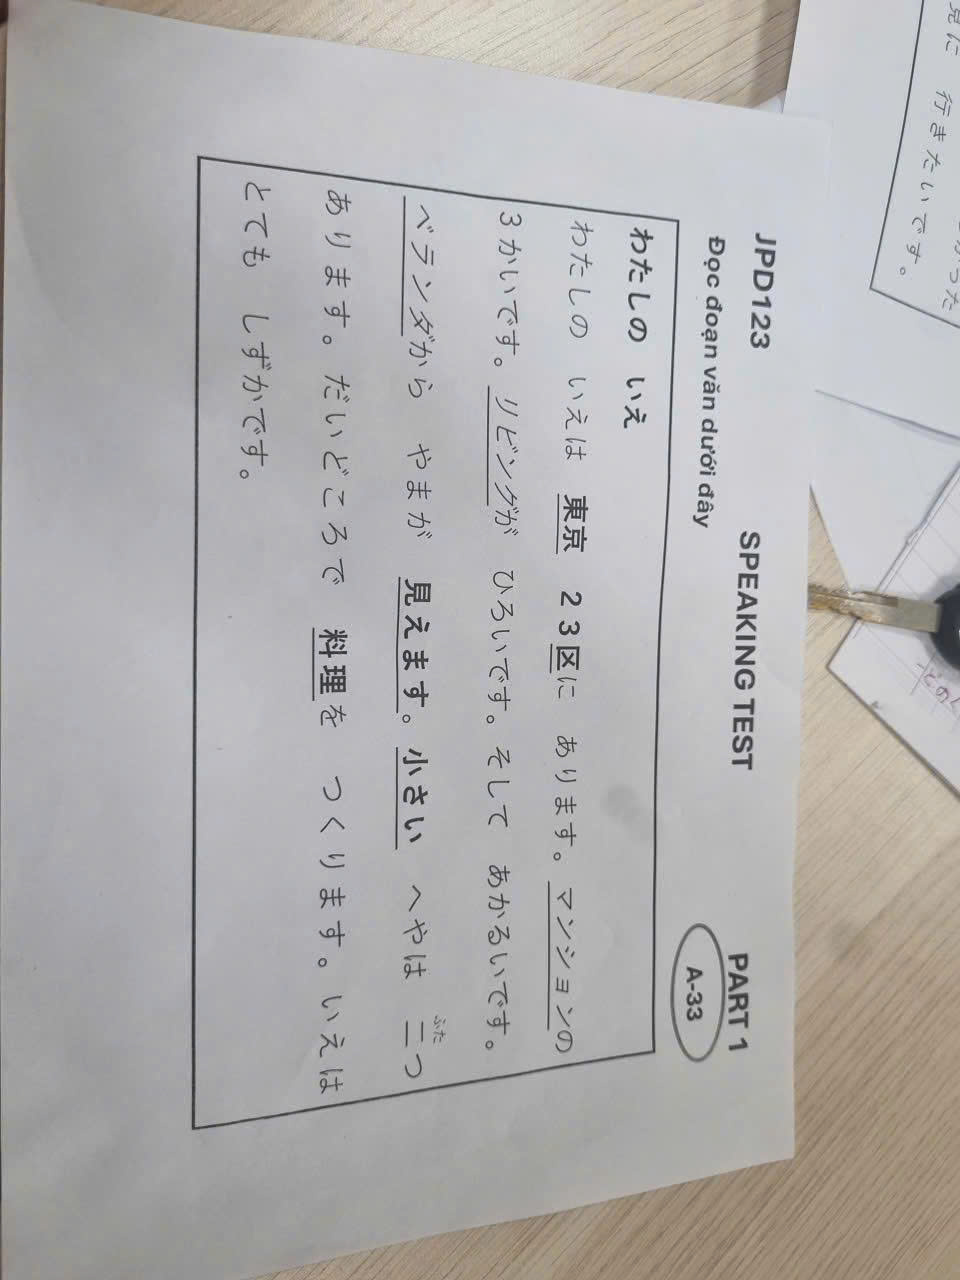 JPD123 SPEAKING TEST PART 1
Đọc đoạn văn dưới đây A-33
わたしの いえ
わたしの いえは 東京 23区に あります。マンションの
3かいです。リビングが ひろいです。そして あかるいです。
ベランダから やまが 見えます。小さい へやは 二つ
ふた
あります。だいどころで 料理を つくります。いえは
とても しずかです。
見に 行きたいです。